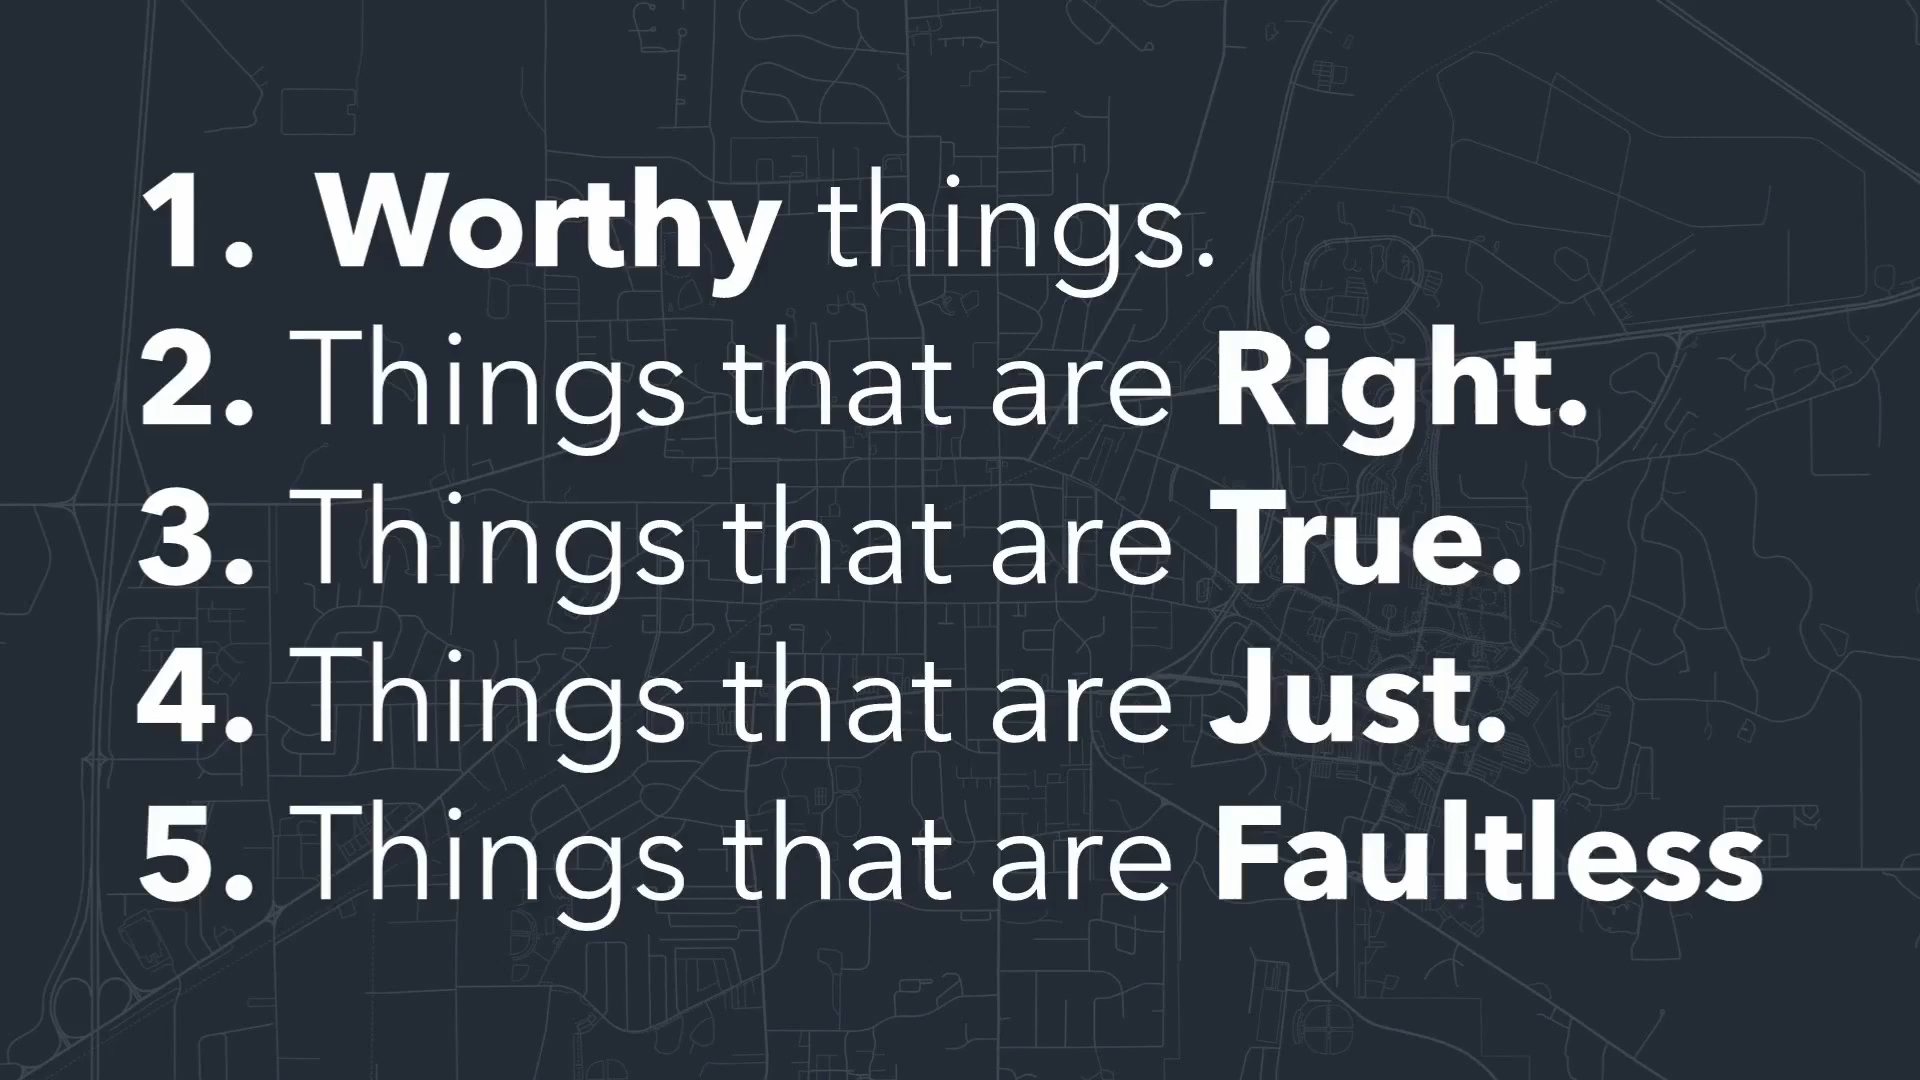 1. Worthy things.
2. Things that are Right.
3. Things that are True.
4. Things that are Just.
5. Things that are Faultless